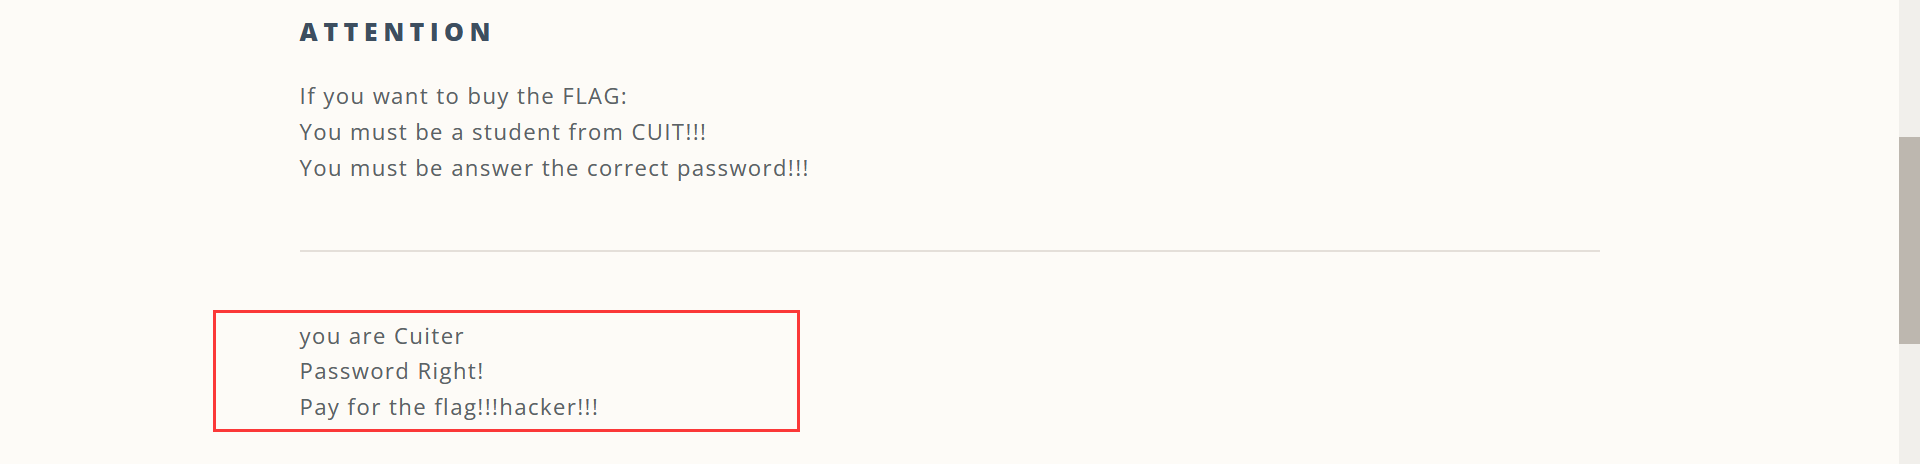 ATTENTION
If you want to buy the FLAG:
You must be a student from CUIT!!!
You must be answer the correct password!!!
you are Cuiter
Password Right!
Pay for the flag!!!hacker!!!